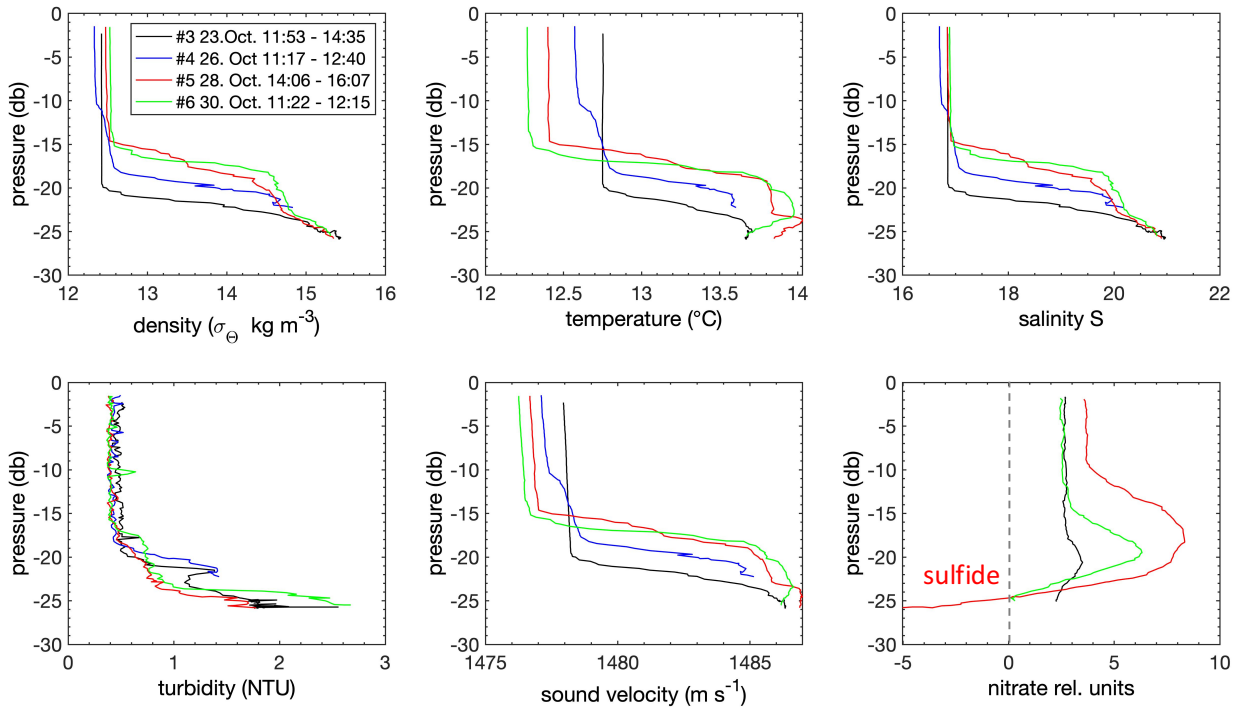 0
-5
-10
-15
-20
-25
-30
pressure (db)
#3 23.Oct. 11:53 - 14:35
#4 26. Oct 11:17 - 12:40
#5 28. Oct. 14:06 - 16:07
#6 30. Oct. 11:22 - 12:15
12 13 14 15 16
density (σΘ kg m-3)
0
-5
-10
-15
-20
-25
-30
pressure (db)
12 12.5 13 13.5 14
temperature (°C)
0
-5
-10
-15
-20
-25
-30
pressure (db)
16 18 20 22
salinity S
0
-5
-10
-15
-20
-25
-30
pressure (db)
0 1 2 3
turbidity (NTU)
0
-5
-10
-15
-20
-25
-30
pressure (db)
1475 1480 1485
sound velocity (m s-1)
0
-5
-10
-15
-20
-25
-30
pressure (db)
sulfide
-5 0 5 10
nitrate rel. units